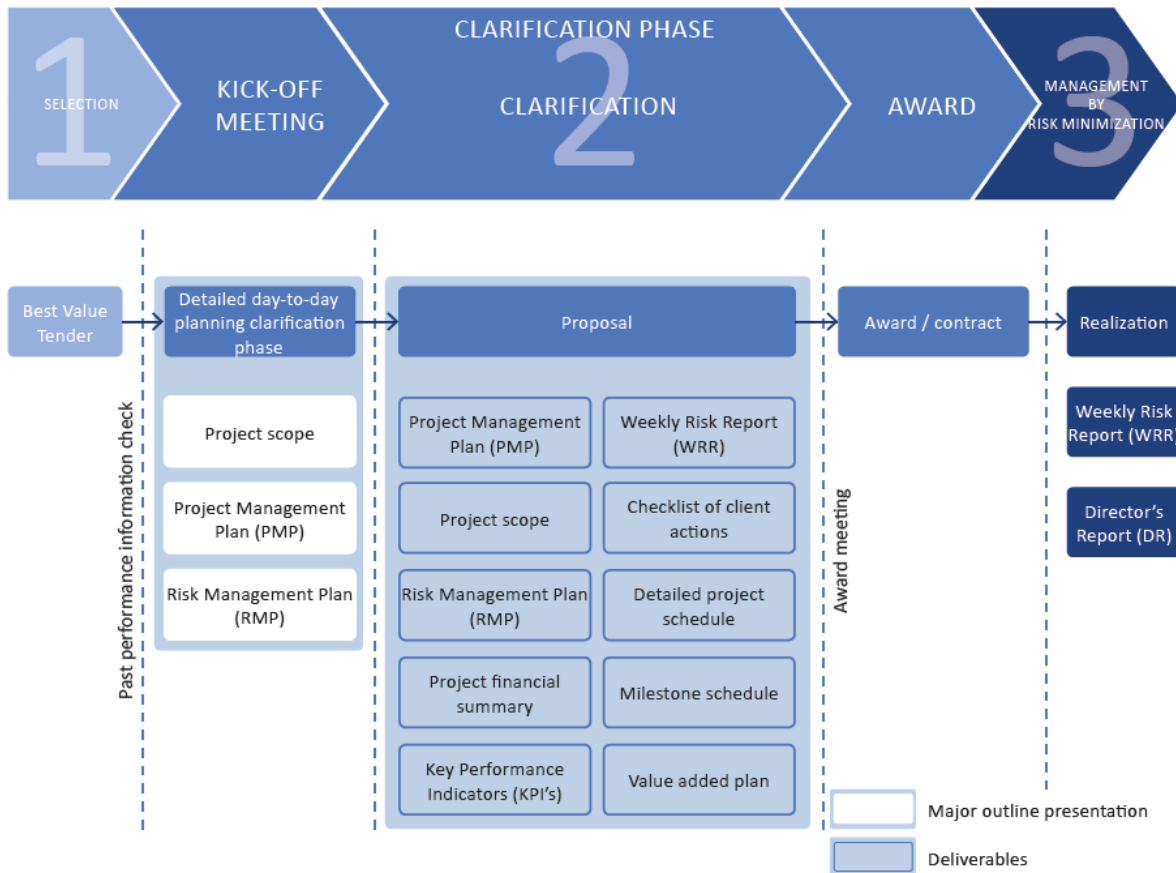 CLARIFICATION PHASE
1
SELECTION
KICK-OFF
MEETING
2
CLARIFICATION
AWARD
3
MANAGEMENT
BY
RISK MINIMIZATION
Best Value
Tender
Past performance information check
Detailed day-to-day
planning clarification
phase
Project scope
Project Management
Plan (PMP)
Risk Management Plan
(RMP)
Proposal
Project Management
Plan (PMP)
Weekly Risk Report
(WRR)
Project scope
Checklist of client
actions
Risk Management Plan
(RMP)
Detailed project
schedule
Project financial
summary
Milestone schedule
Key Performance
Indicators (KPI's)
Value added plan
Award meeting
Award / contract
Realization
Weekly Risk
Report (WRR)
Director's
Report (DR)
Major outline presentation
Deliverables